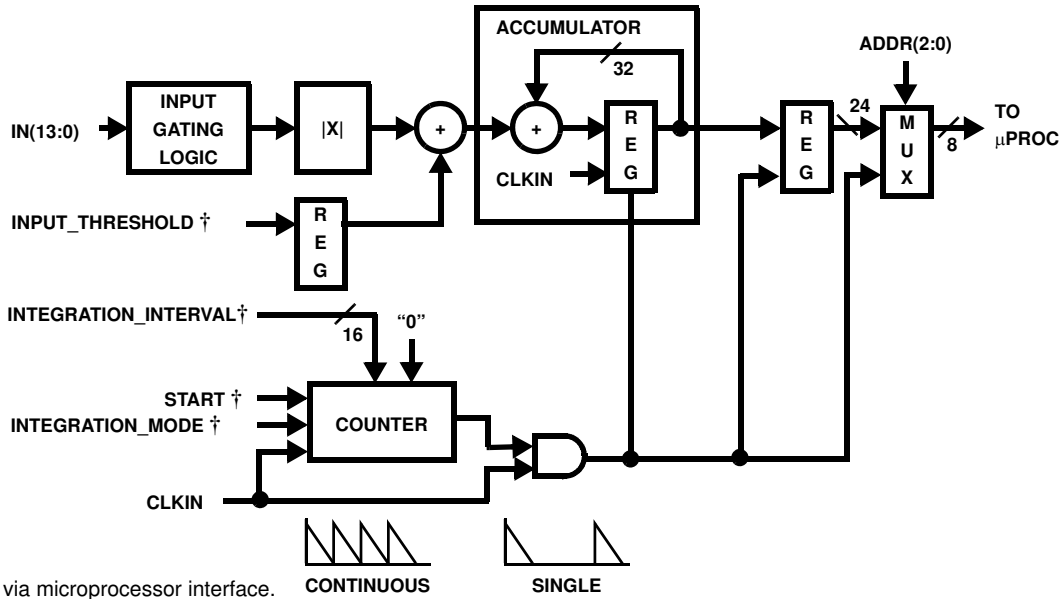 ACCUMULATOR
32
ADDR(2:0)
IN(13:0)
INPUT
GATING
LOGIC
|X|
+
+
R
E
G
CLKIN
R
E
G
24
M
U
X
8
TO
µPROC
INPUT_THRESHOLD †
R
E
G
INTEGRATION_INTERVAL†
16
“0”
START †
INTEGRATION_MODE †
COUNTER
CLKIN
CONTINUOUS
SINGLE
via microprocessor interface.